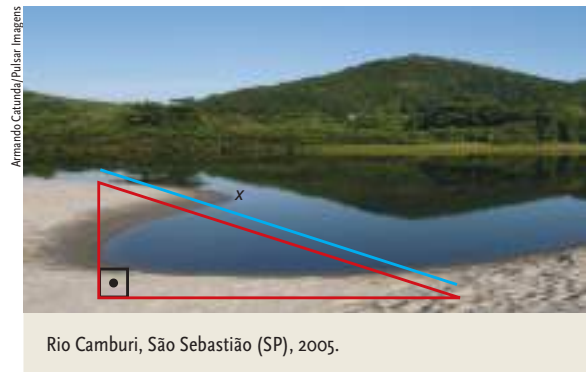 Armando Catunda/Pulsar Imagens
x
Rio Camburi, São Sebastião (SP), 2005.